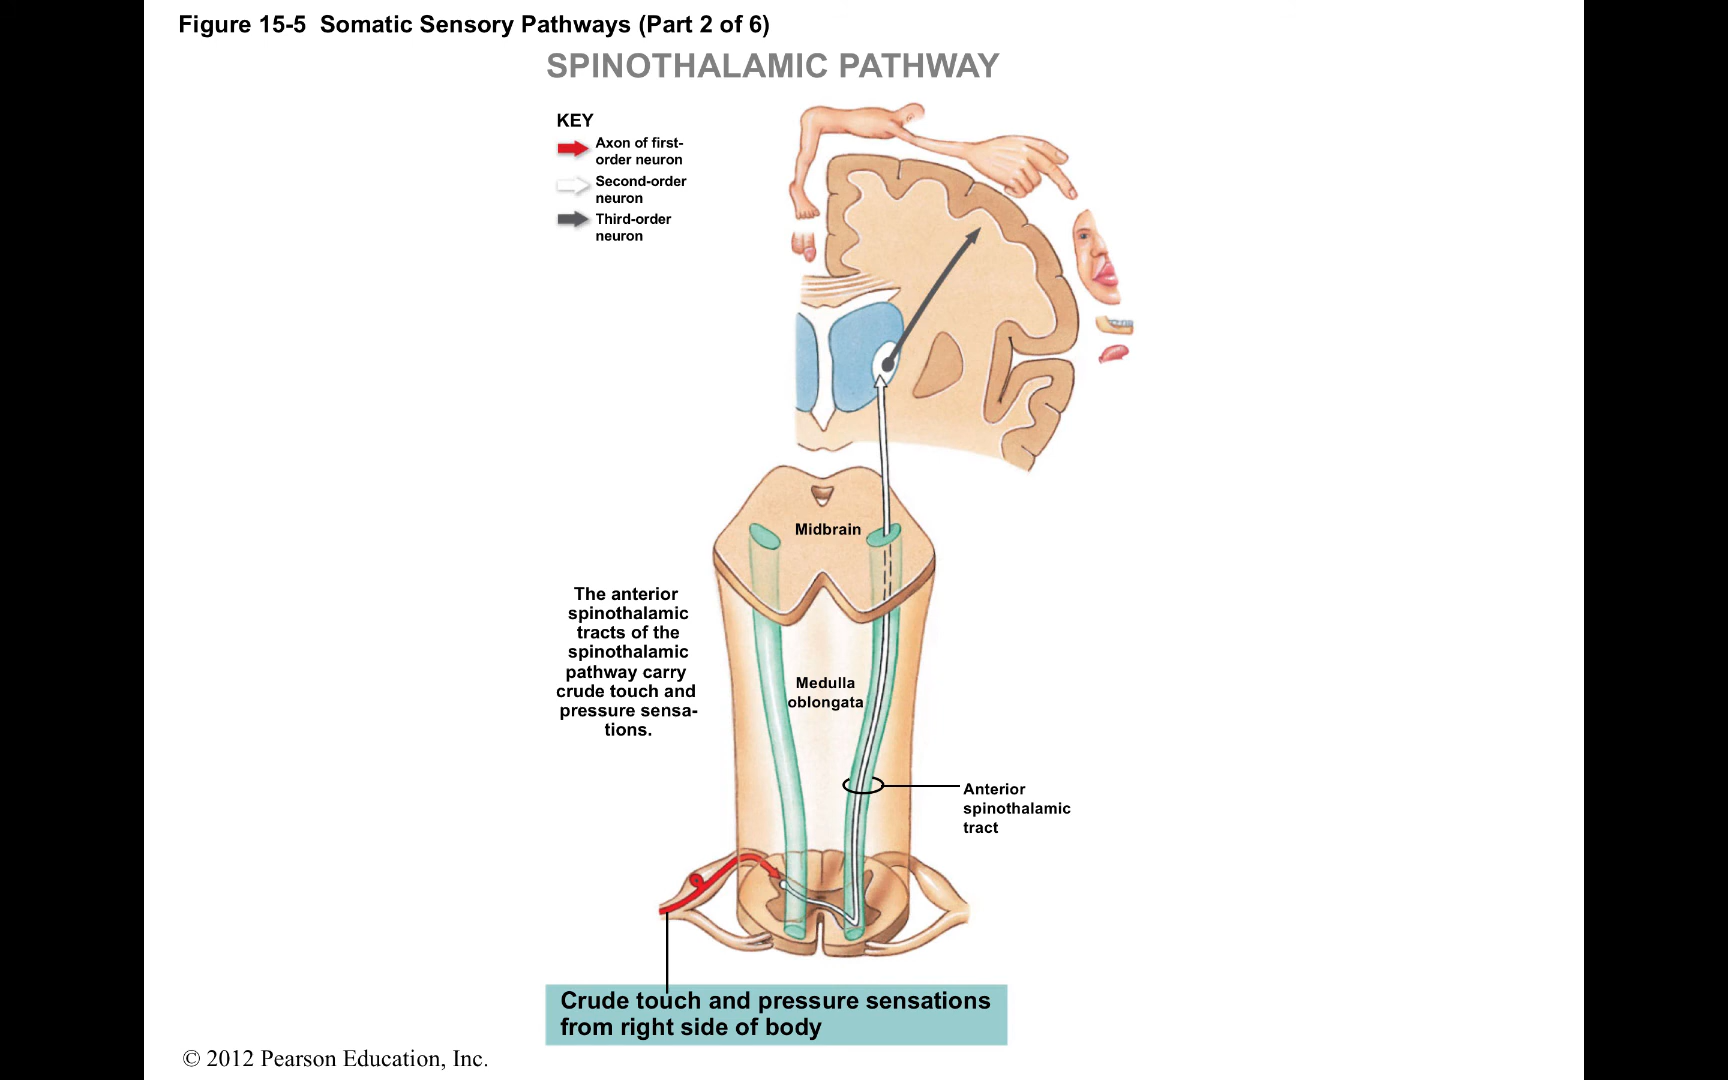 Figure 15-5  Somatic Sensory Pathways (Part 2 of 6)
SPINOTHALAMIC PATHWAY
KEY
Axon of first-
order neuron
Second-order
neuron
Third-order
neuron
Midbrain
The anterior
spinothalamic
tracts of the
spinothalamic
pathway carry
crude touch and
pressure sensa-
tions.
Medulla
oblongata
Anterior
spinothalamic
tract
Crude touch and pressure sensations
from right side of body
© 2012 Pearson Education, Inc.